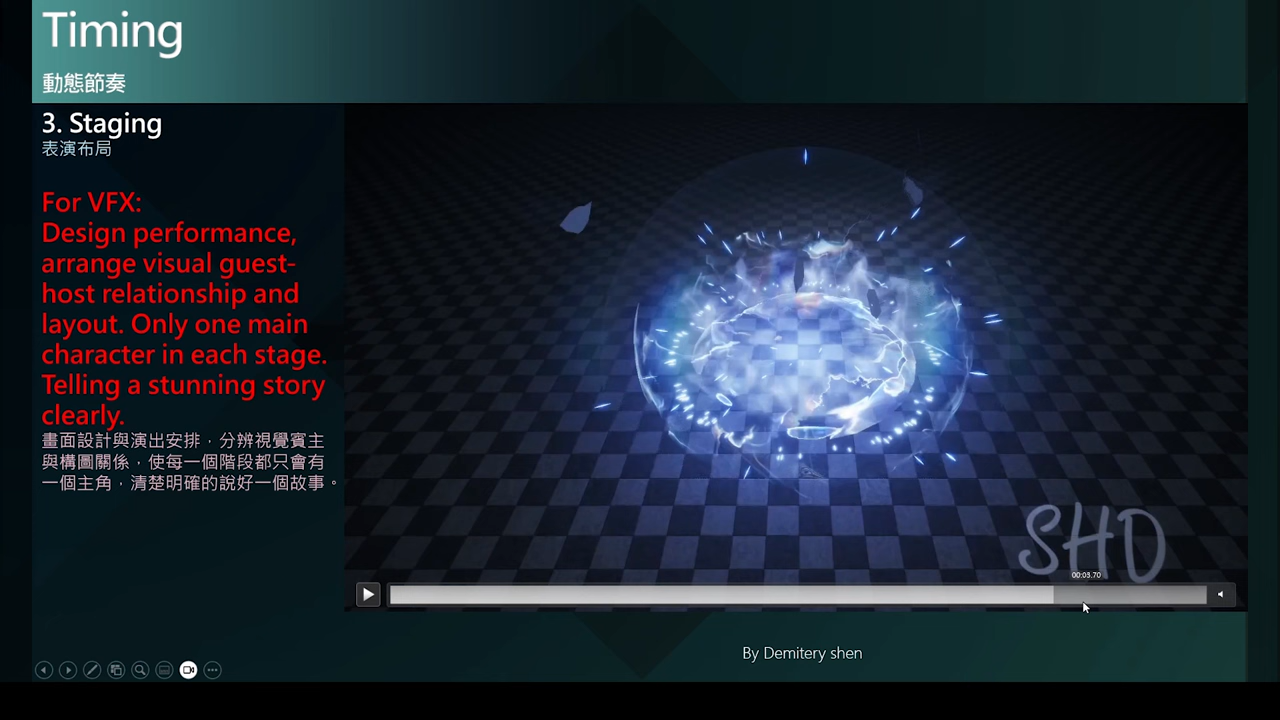 Timing
動態節奏
3. Staging
表演布局
For VFX:
Design performance,
arrange visual guest-
host relationship and
layout. Only one main
character in each stage.
Telling a stunning story
clearly.
畫面設計與演出安排，分辨視覺賓主
與構圖關係，使每一個階段都只會有
一個主角，清楚明確的說好一個故事。
SHD
00:03.70
By Demitery shen